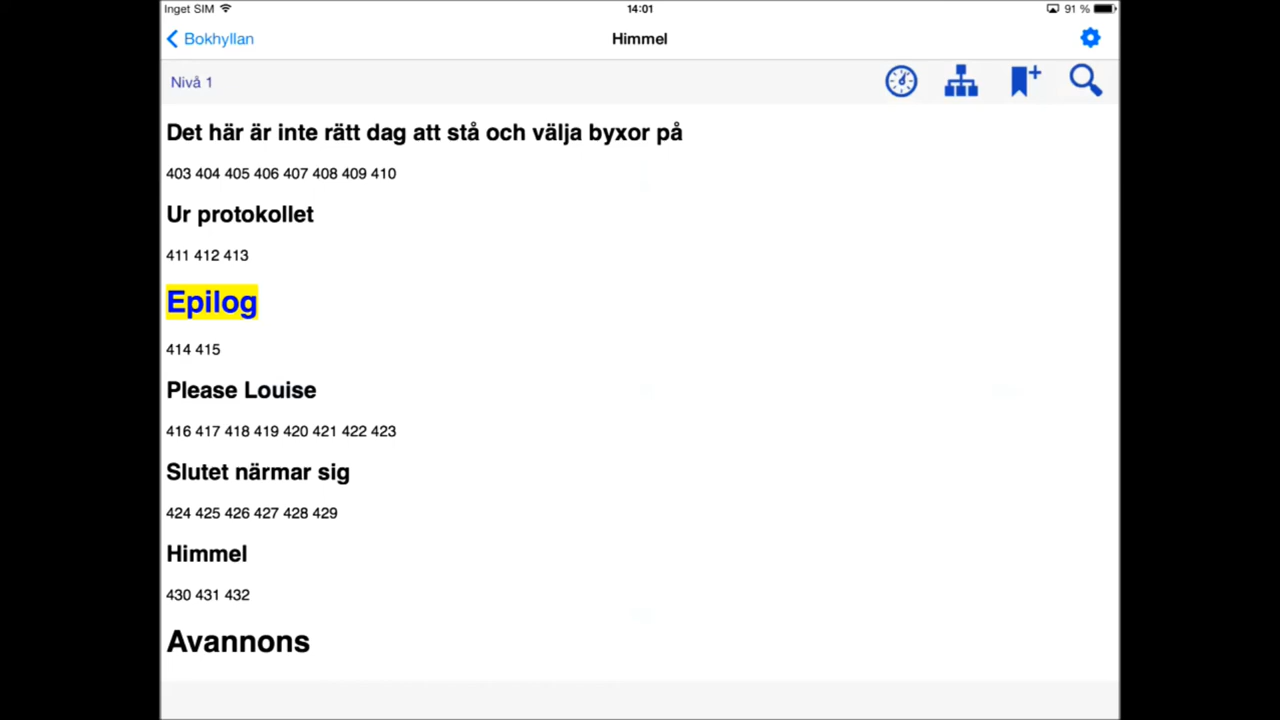 Inget SIM
14:01
91 %
Bokhyllan
Himmel
Nivå 1
Det här är inte rätt dag att stå och välja byxor på
403 404 405 406 407 408 409 410
Ur protokollet
411 412 413
Epilog
414 415
Please Louise
416 417 418 419 420 421 422 423
Slutet närmar sig
424 425 426 427 428 429
Himmel
430 431 432
Avannons